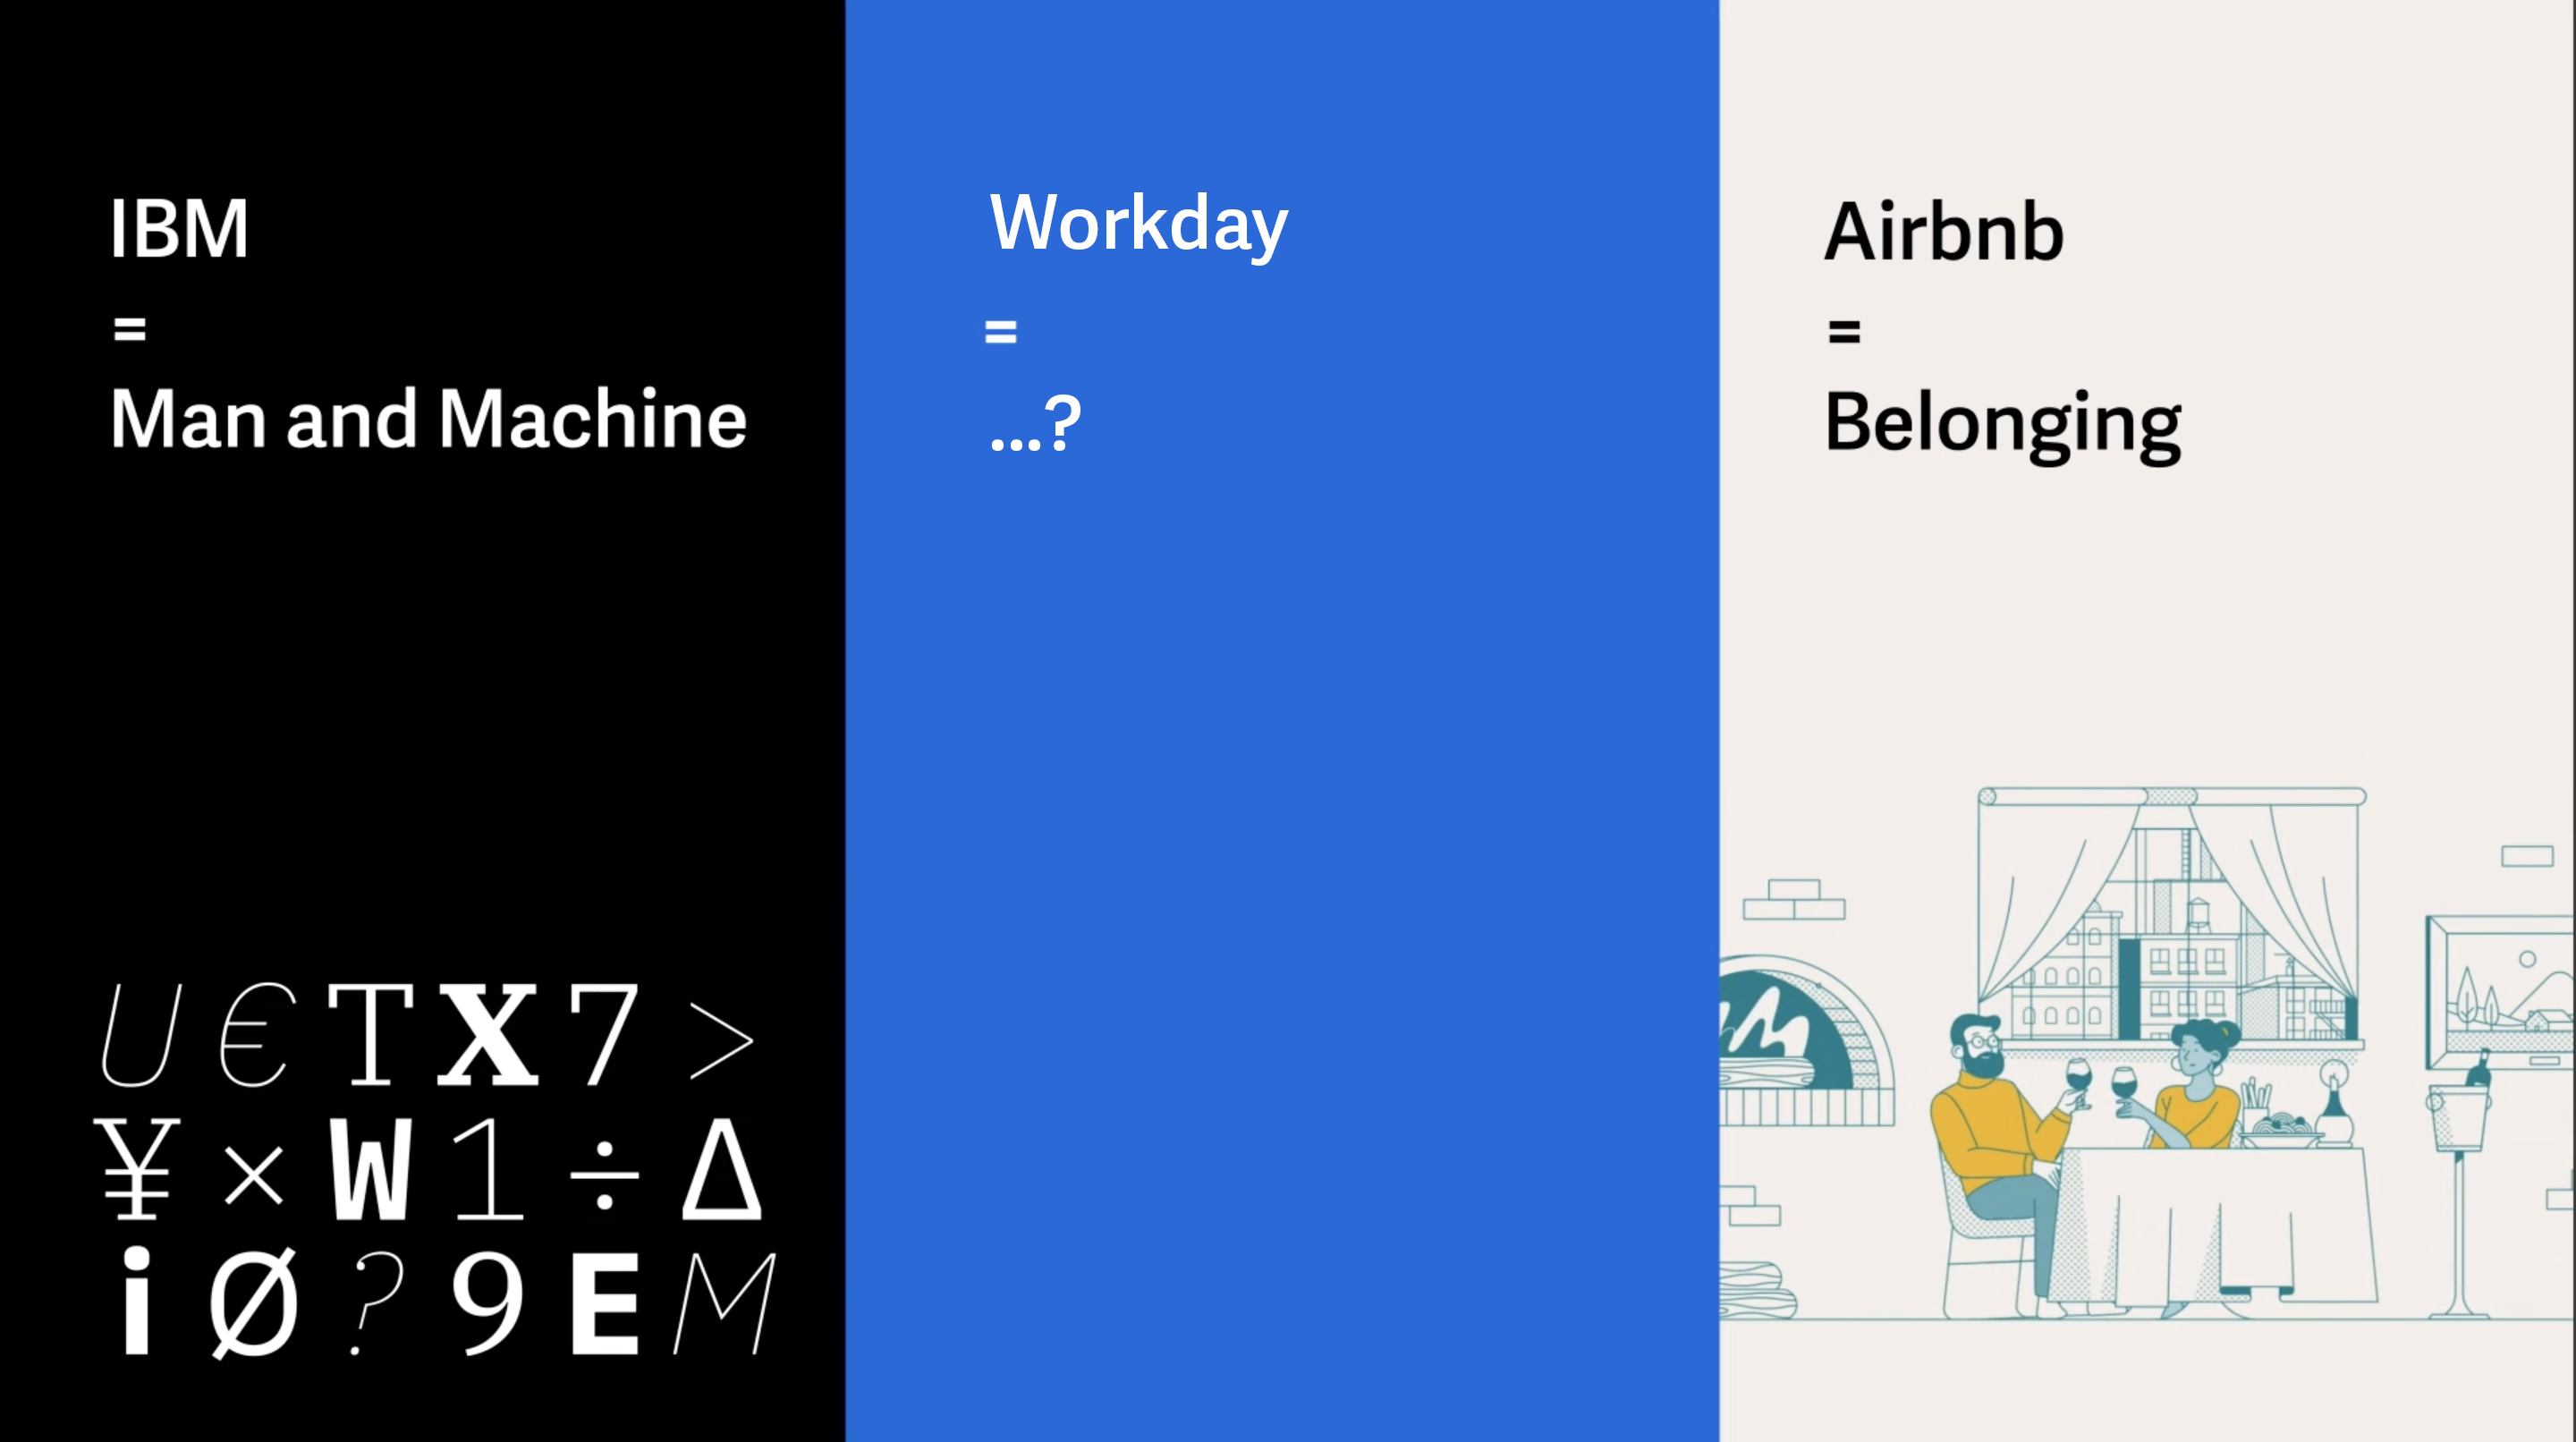 IBM
=
Man and Machine
U € T X 7 >
¥ × W 1 ÷ Δ
i Ø ? 9 E M
Workday
=
...?
Airbnb
=
Belonging